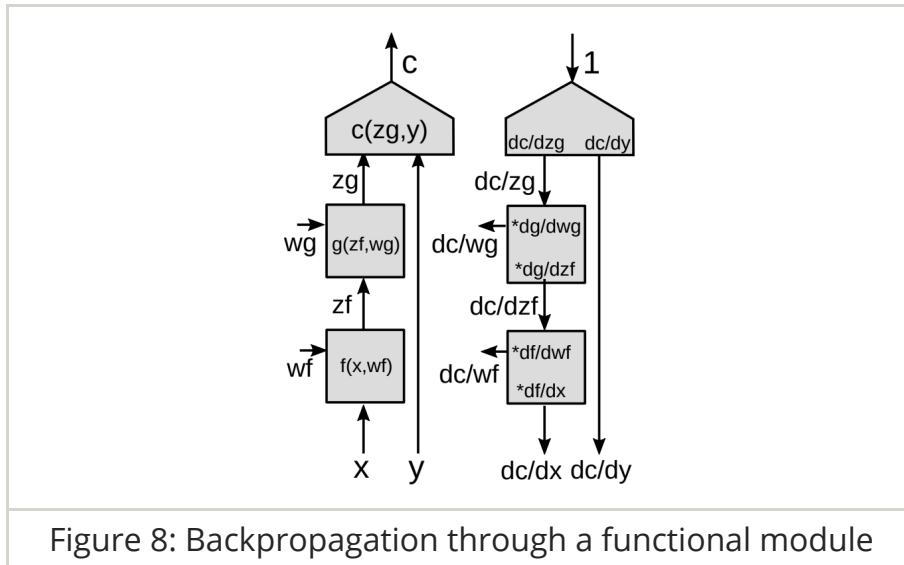 c
1
c(zg,y)
dc/dzg dc/dy
zg
dc/zg
wg
g(zf,wg)
dc/wg
*dg/dwg
*dg/dzf
zf
dc/dzf
wf
f(x,wf)
dc/wf
*df/dwf
*df/dx
x y
dc/dx dc/dy
Figure 8: Backpropagation through a functional module